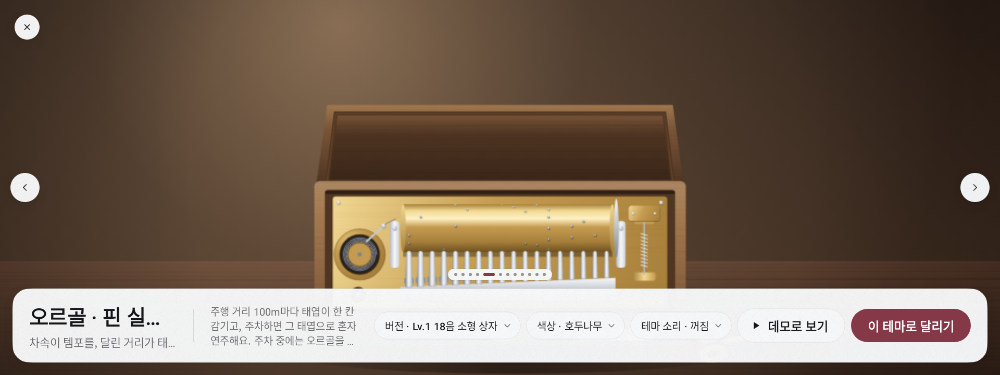 오르골 · 핀 실...
차속이 템포를, 달린 거리가 태...
주행 거리 100m마다 태엽이 한 칸
감기고, 주차하면 그 태엽으로 혼자
연주해요. 주차 중에는 오르골을 ...
버전 · Lv.1 18음 소형 상자
색상 · 호두나무
테마 소리 · 꺼짐
데모로 보기
이 테마로 달리기